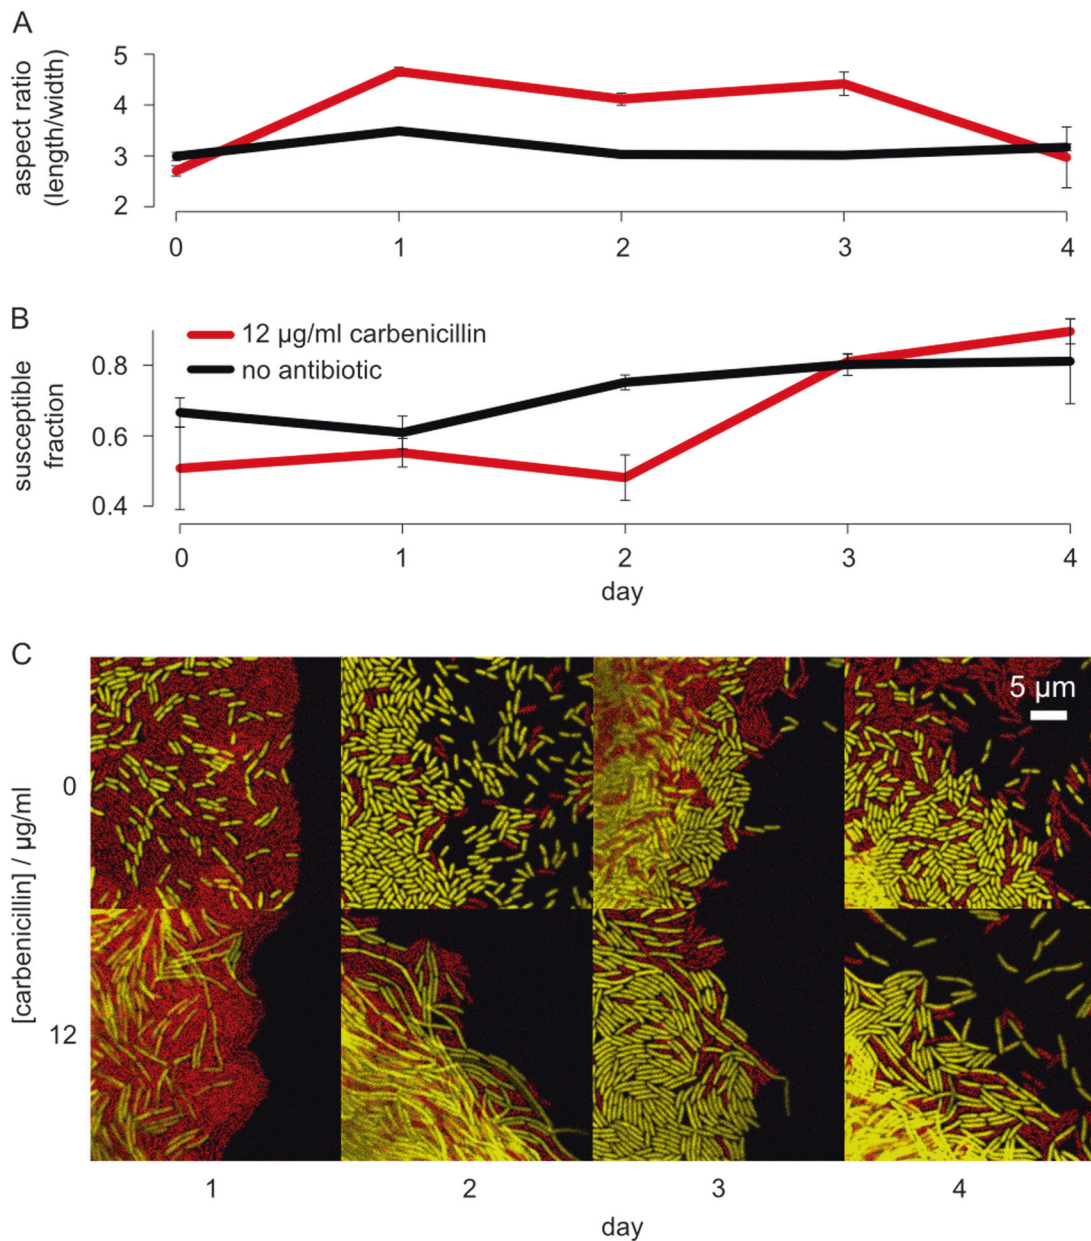 A
aspect ratio
(length/width)
5
4
3
2
0 1 2 3 4
B
12 µg/ml carbenicillin
no antibiotic
susceptible
fraction
0.8
0.6
0.4
0 1 2 3 4
day
C
5 µm
[carbenicillin] / µg/ml
0
12
1 2 3 4
day